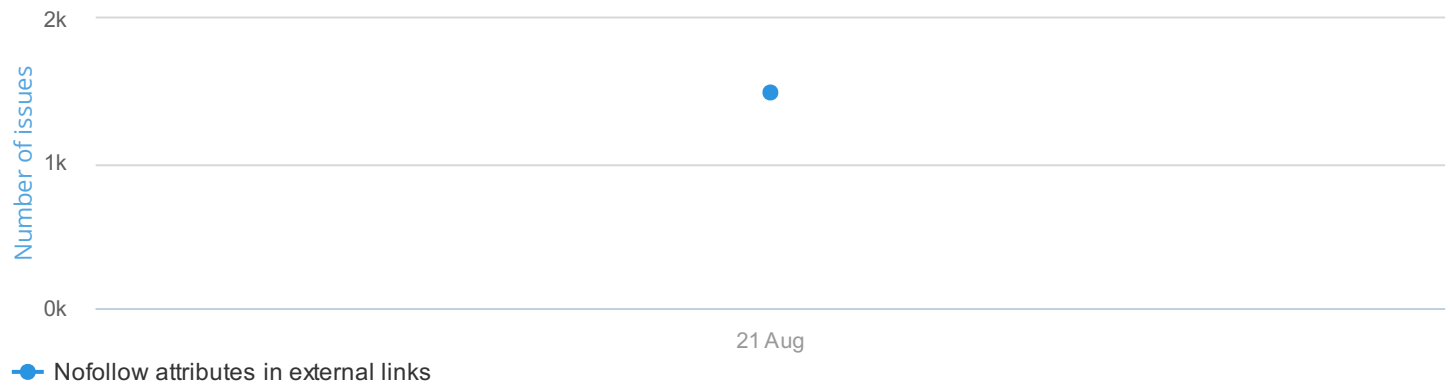 2k
Number of issues
1k
0k
21 Aug
Nofollow attributes in external links